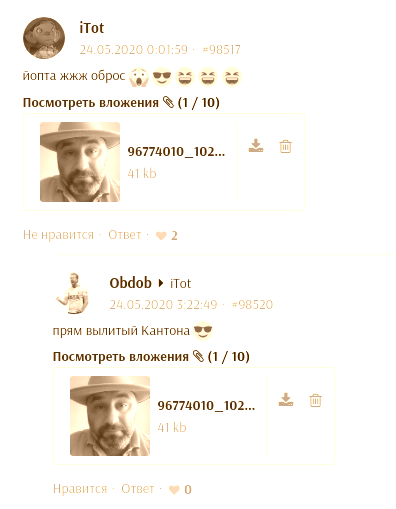 iTot
24.05.2020 0:01:59 · #98517
йопта жжж оброс
Посмотреть вложения (1 / 10)
96774010_102...
41 kb
Не нравится · Ответ · 2
Obdob iTot
24.05.2020 3:22:49 · #98520
прям вылитый Кантона
Посмотреть вложения (1 / 10)
96774010_102...
41 kb
Нравится · Ответ · 0